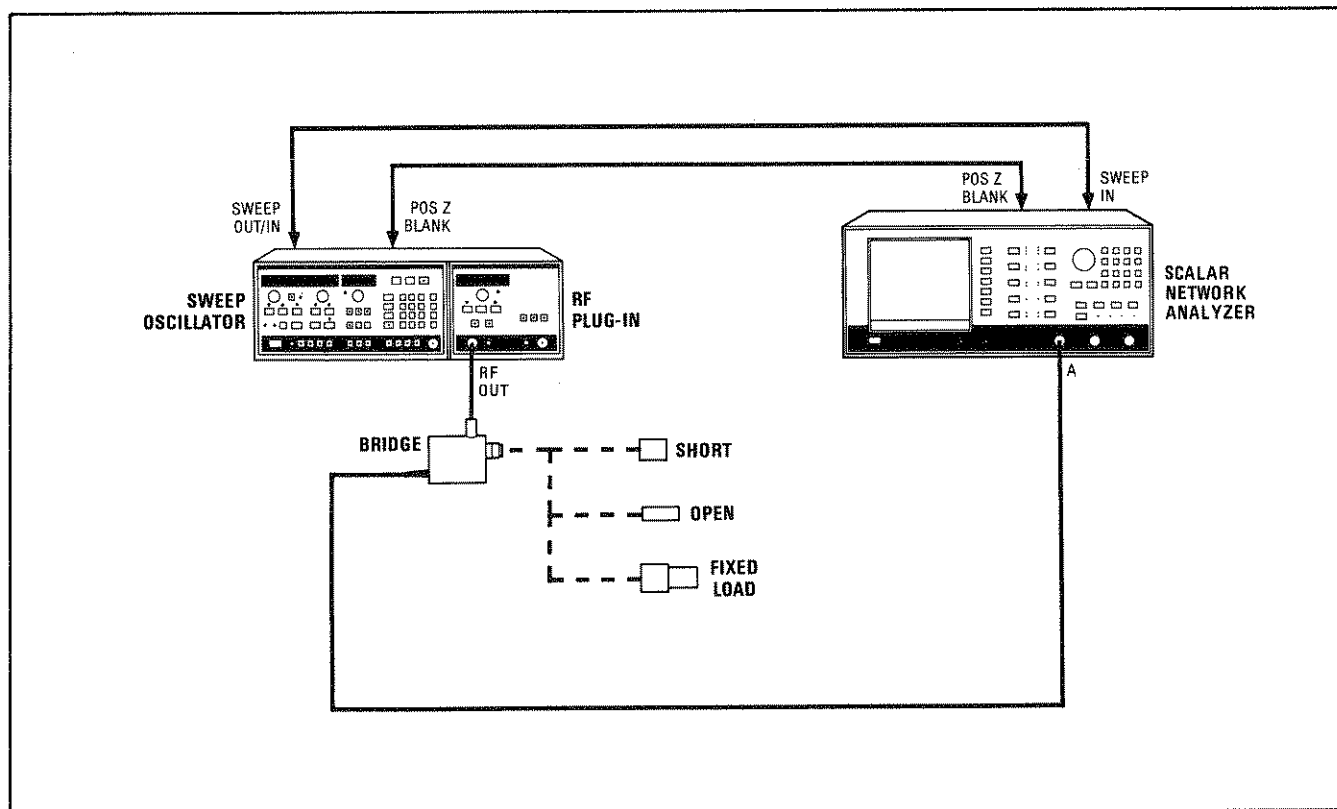 SWEEP
OUT/IN
POS Z
BLANK
POS Z
BLANK
SWEEP
IN
SWEEP
OSCILLATOR
RF
PLUG-IN
SCALAR
NETWORK
ANALYZER
RF
OUT
A
BRIDGE
SHORT
OPEN
FIXED
LOAD